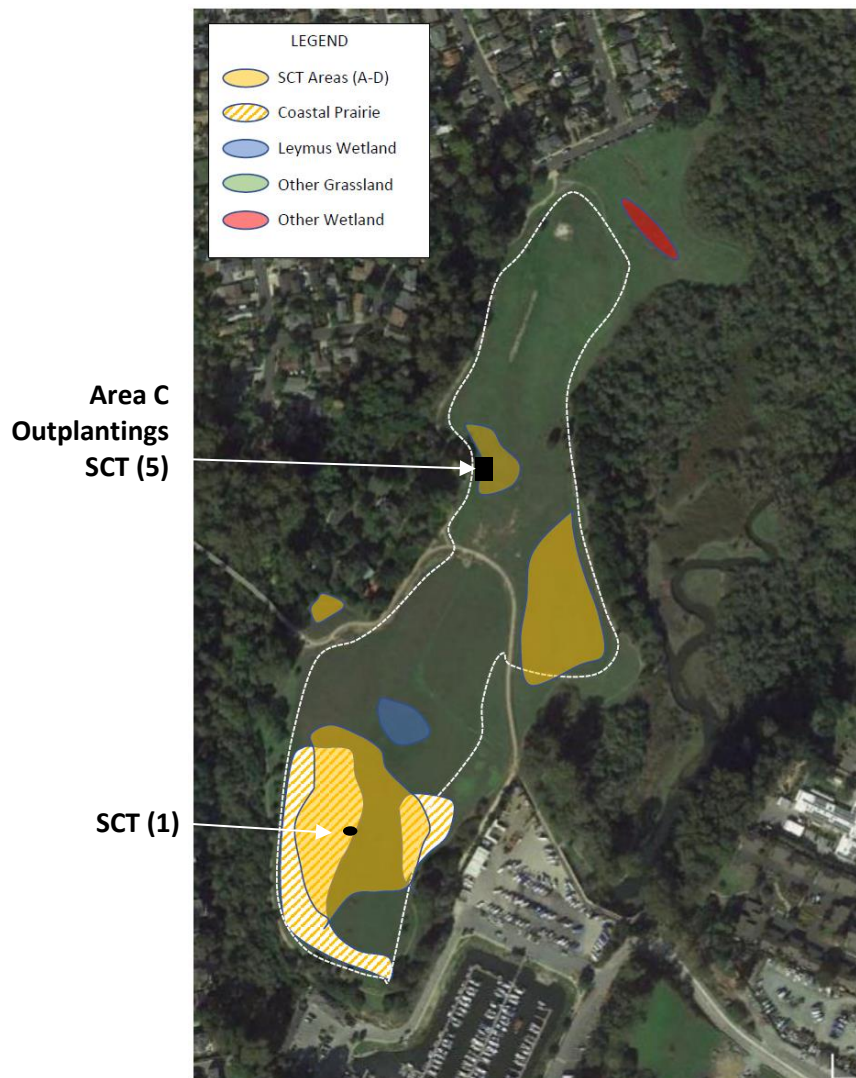 LEGEND
SCT Areas (A-D)
Coastal Prairie
Leymus Wetland
Other Grassland
Other Wetland
Area C
Outplantings
SCT (5)
SCT (1)